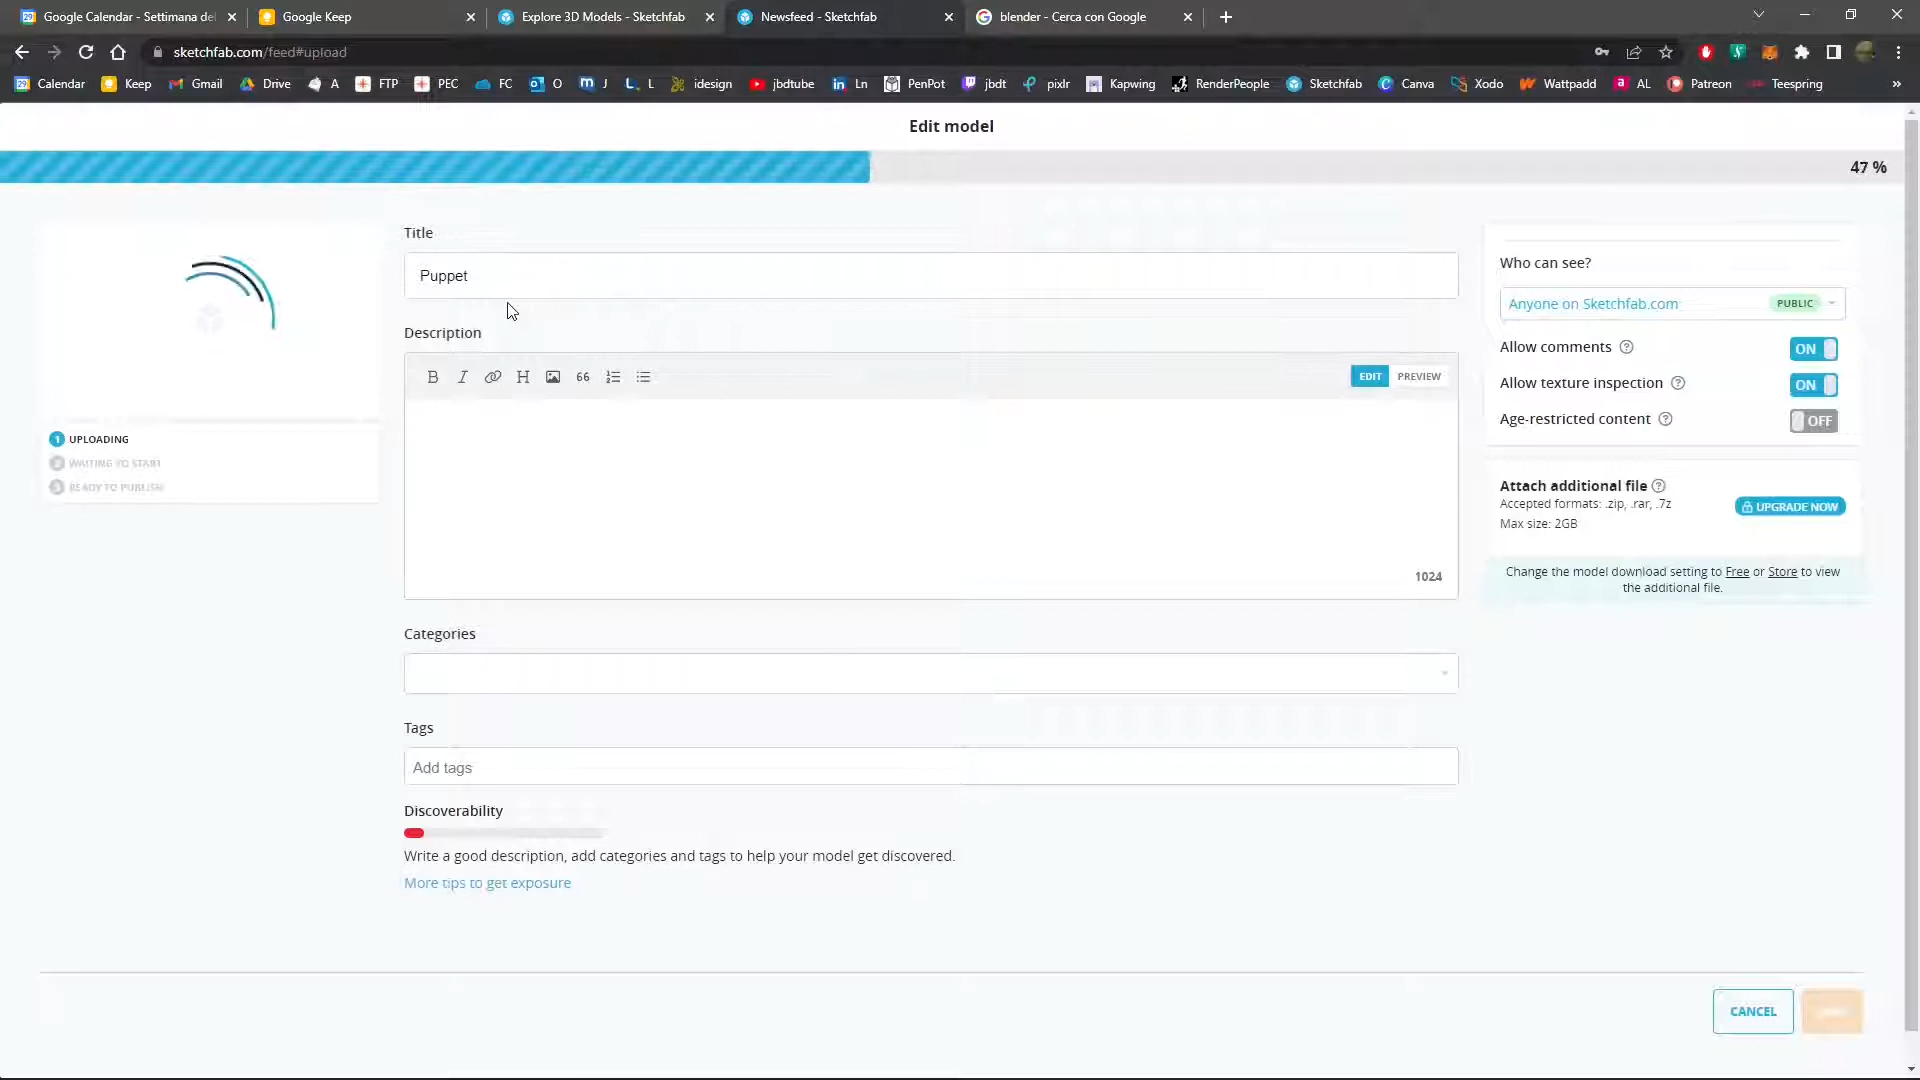 Google Calendar - Settimana del
Google Keep
Explore 3D Models - Sketchfab
Newsfeed - Sketchfab
blender - Cerca con Google
sketchfab.com/feed#upload
Calendar Keep Gmail Drive A FTP PEC FC O J L idesign jbdtube Ln PenPot jbdt pixlr Kapwing RenderPeople Sketchfab Canva Xodo Wattpadd AL Patreon Teespring »
Edit model
47 %
Title
Puppet
Description
B I H 66
EDIT PREVIEW
1024
1 UPLOADING
2 WAITING TO START
3 READY TO PUBLISH
Categories
Tags
Add tags
Discoverability
Write a good description, add categories and tags to help your model get discovered.
More tips to get exposure
Who can see?
Anyone on Sketchfab.com PUBLIC
Allow comments ? ON
Allow texture inspection ? ON
Age-restricted content ? OFF
Attach additional file ?
Accepted formats: .zip, .rar, .7z
Max size: 2GB
UPGRADE NOW
Change the model download setting to Free or Store to view
the additional file.
CANCEL